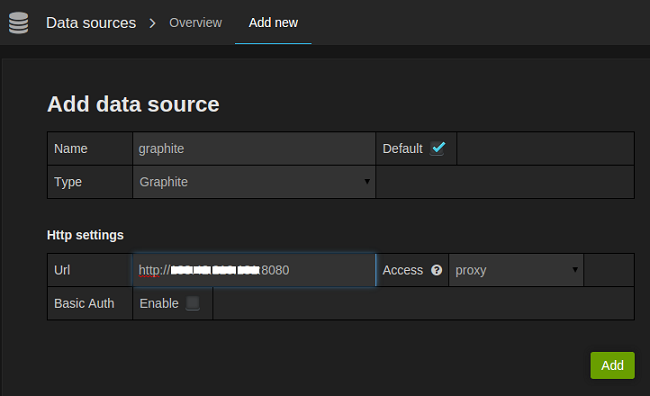 Data sources > Overview Add new
Add data source
Name graphite Default
Type Graphite
Http settings
Url http:// :8080 Access ? proxy
Basic Auth Enable
Add